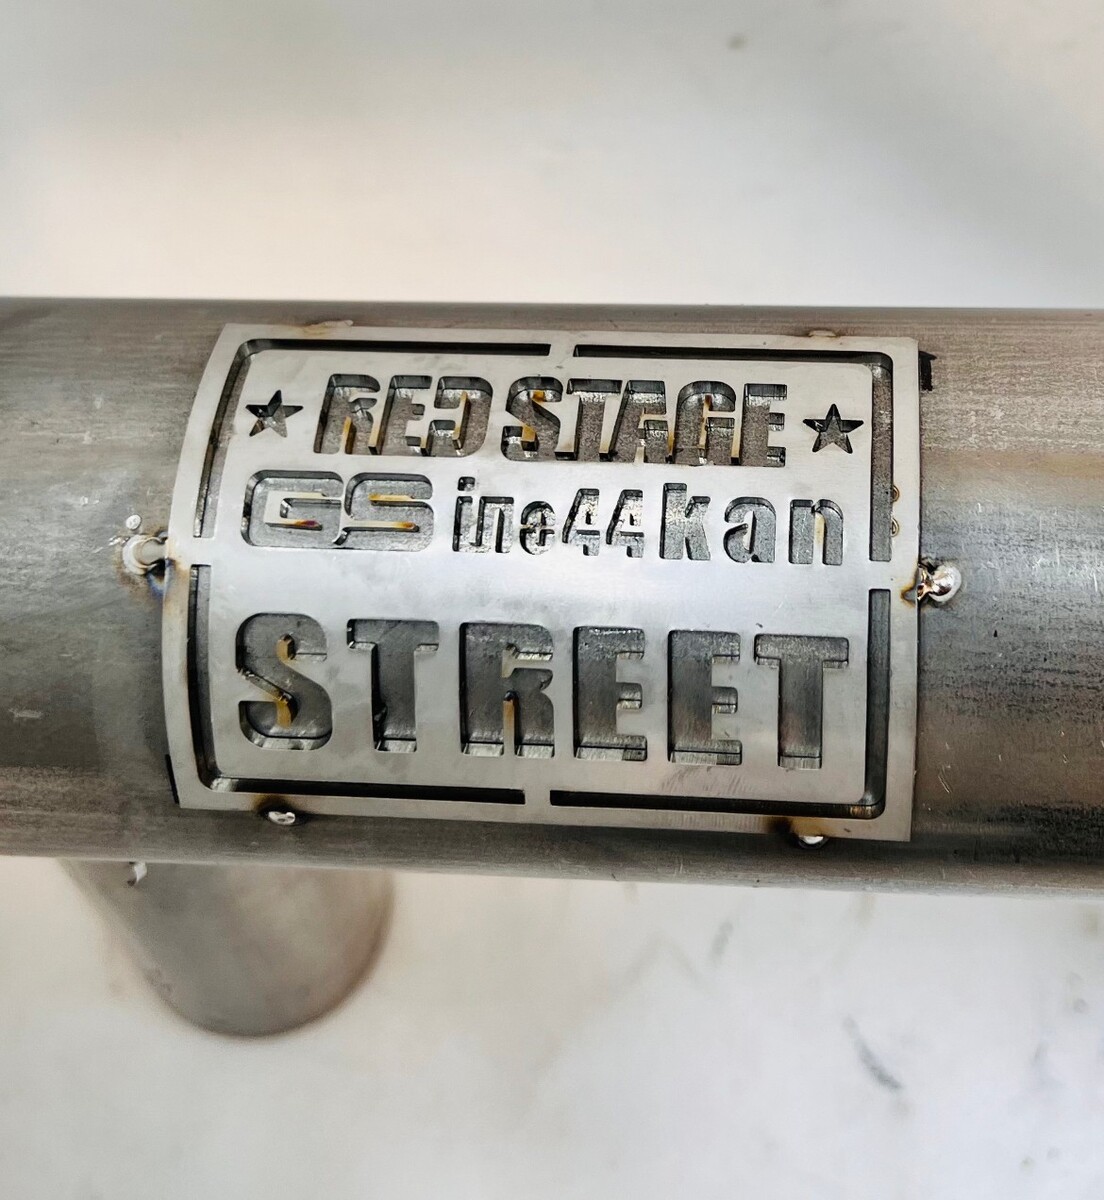 ★ RED STAGE ★
GS ine44kan
STREET